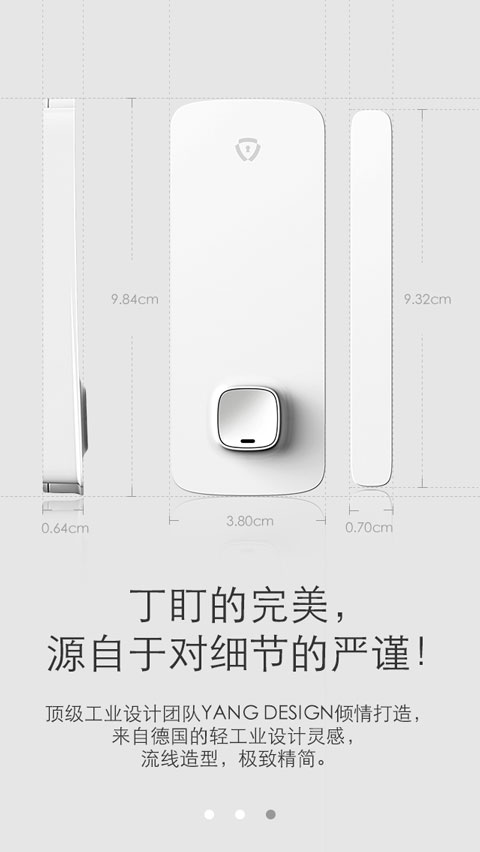 9.84cm
9.32cm
0.64cm
3.80cm
0.70cm
丁盯的完美，
源自于对细节的严谨！
顶级工业设计团队YANG DESIGN倾情打造，
来自德国的轻工业设计灵感，
流线造型，极致精简。